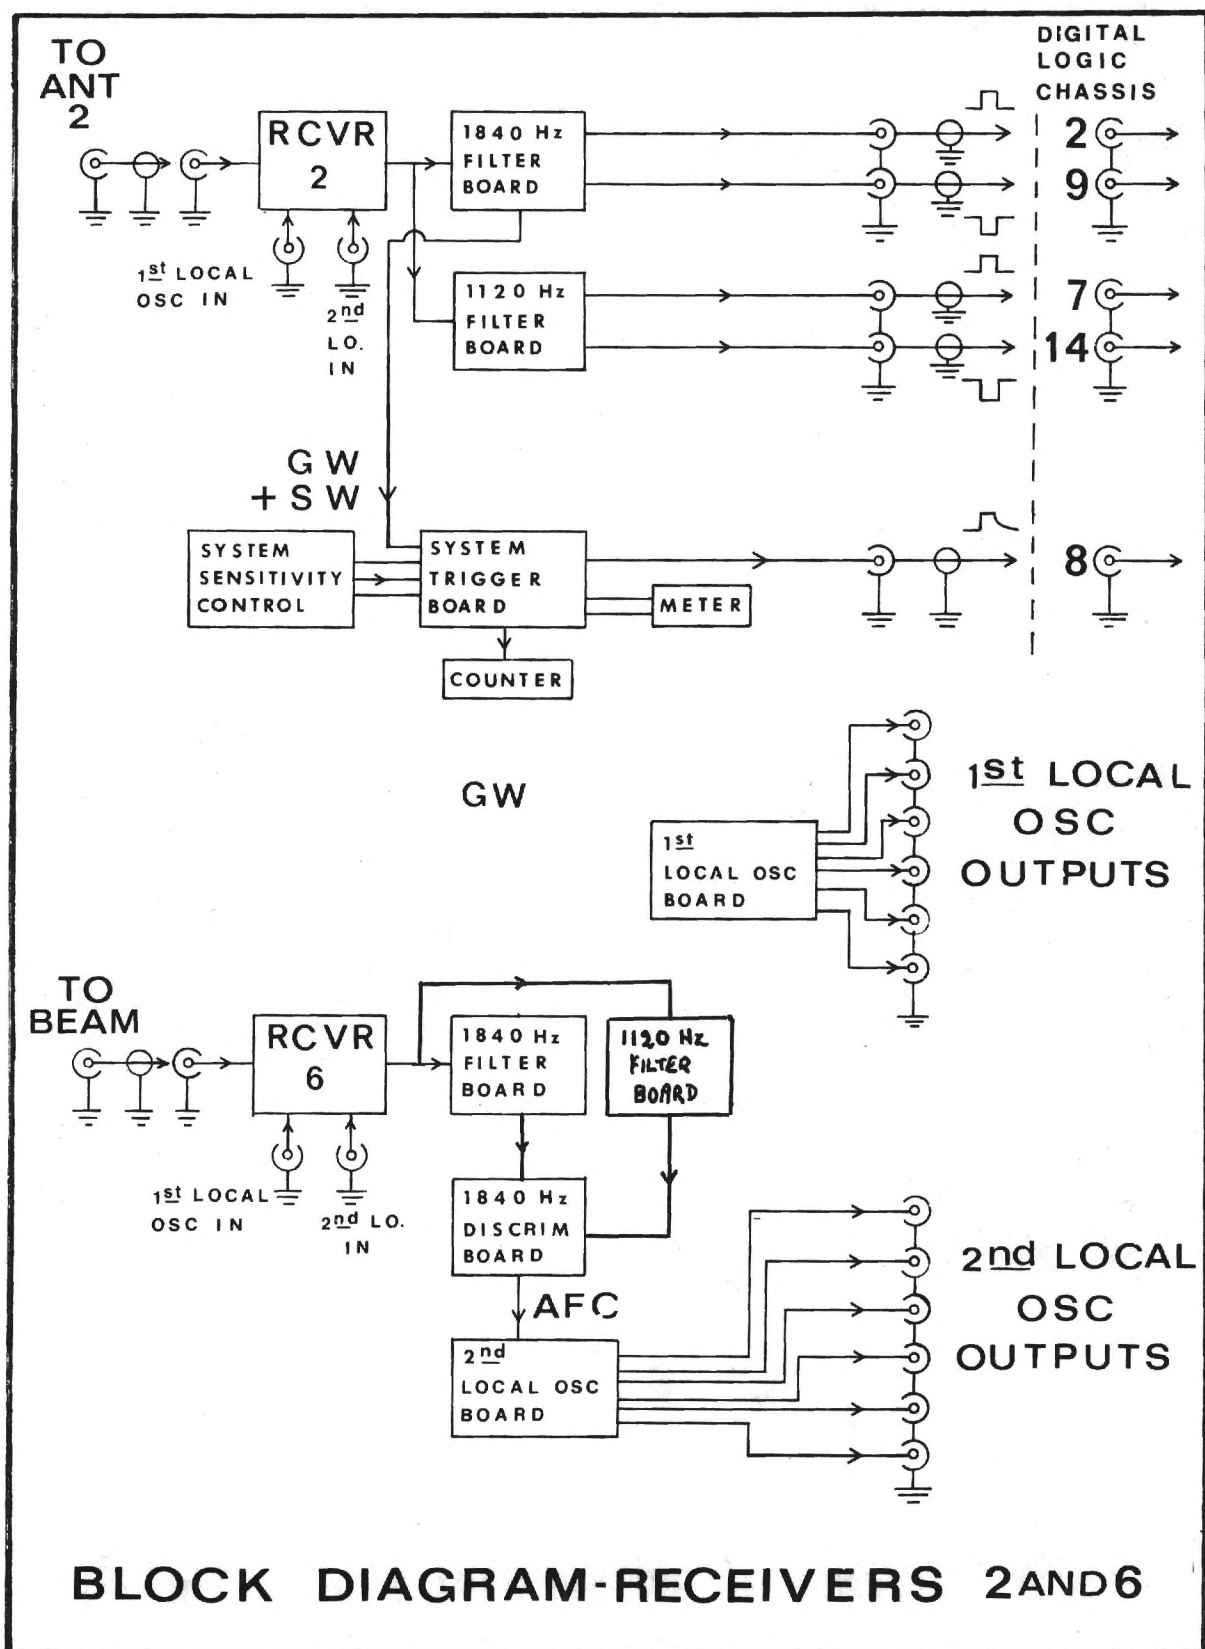 TO
ANT
2
RCVR
2
1st LOCAL
OSC IN
2nd
LO.
IN
1840 Hz
FILTER
BOARD
1120 Hz
FILTER
BOARD
DIGITAL
LOGIC
CHASSIS
2
9
7
14
GW
+SW
SYSTEM
SENSITIVITY
CONTROL
SYSTEM
TRIGGER
BOARD
METER
COUNTER
8
GW
1st
LOCAL OSC
BOARD
1st LOCAL
OSC
OUTPUTS
TO
BEAM
RCVR
6
1st LOCAL
OSC IN
2nd LO.
IN
1840 Hz
FILTER
BOARD
1120 Hz
FILTER
BOARD
1840 Hz
DISCRIM
BOARD
AFC
2nd
LOCAL OSC
BOARD
2nd LOCAL
OSC
OUTPUTS
BLOCK DIAGRAM-RECEIVERS 2 AND 6